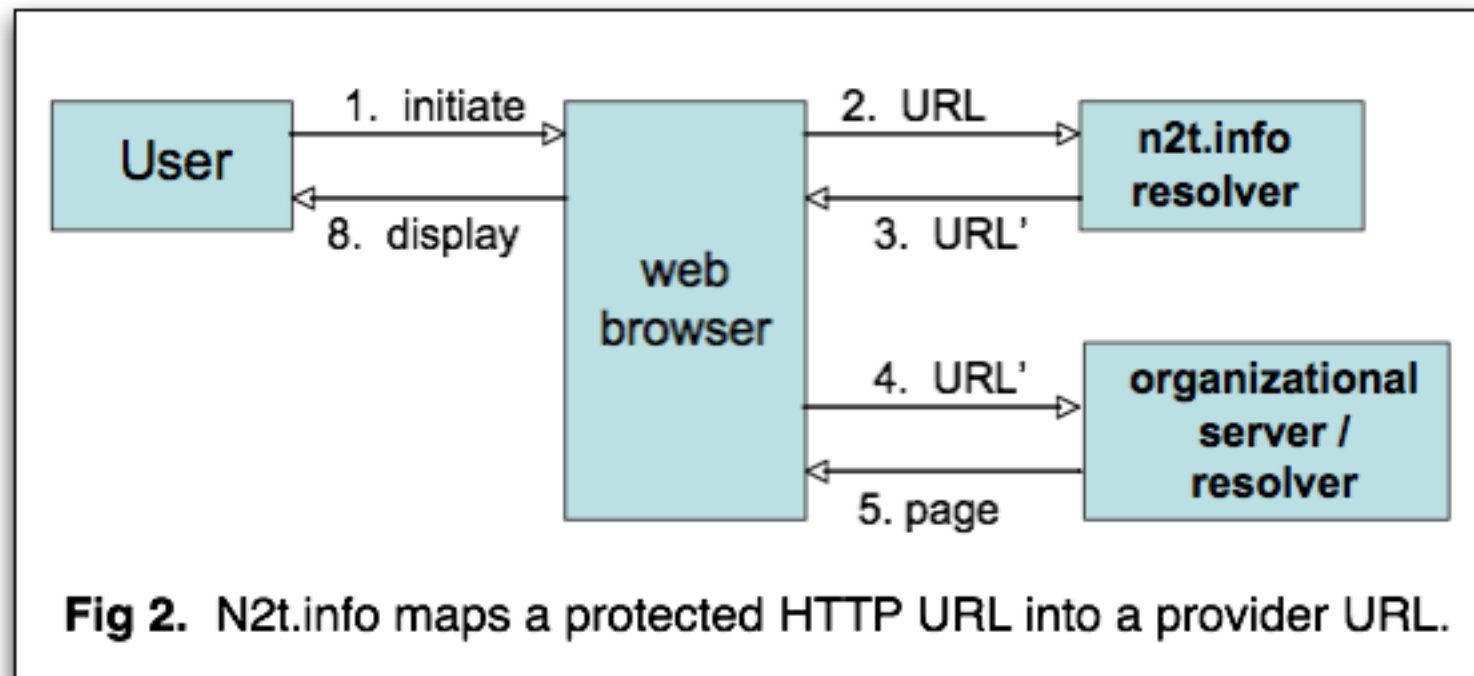 1. initiate
2. URL
User
n2t.info
resolver
8. display
3. URL’
web
browser
4. URL’
organizational
server /
resolver
5. page
Fig 2. N2t.info maps a protected HTTP URL into a provider URL.